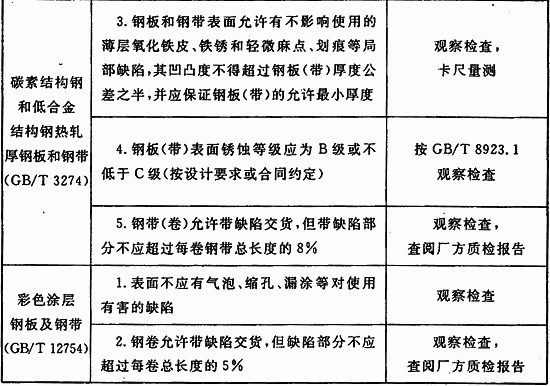 碳素结构钢
和低合金
结构钢热轧
厚钢板和钢带
(GB/T 3274)
3. 钢板和钢带表面允许有不影响使用的
薄层氧化铁皮、铁锈和轻微麻点、划痕等局
部缺陷,其凹凸度不得超过钢板(带)厚度公
差之半,并应保证钢板(带)的允许最小厚度
观察检查,
卡尺量测
4. 钢板(带)表面锈蚀等级应为 B 级或不
低于 C 级(按设计要求或合同约定)
按 GB/T 8923.1
观察检查
5. 钢带(卷)允许带缺陷交货,但带缺陷部
分不应超过每卷钢带总长度的 8%
观察检查,
查阅厂方质检报告
彩色涂层
钢板及钢带
(GB/T 12754)
1. 表面不应有气泡、缩孔、漏涂等对使用
有害的缺陷
观察检查
2. 钢卷允许带缺陷交货,但缺陷部分不应
超过每卷总长度的 5%
观察检查,
查阅厂方质检报告